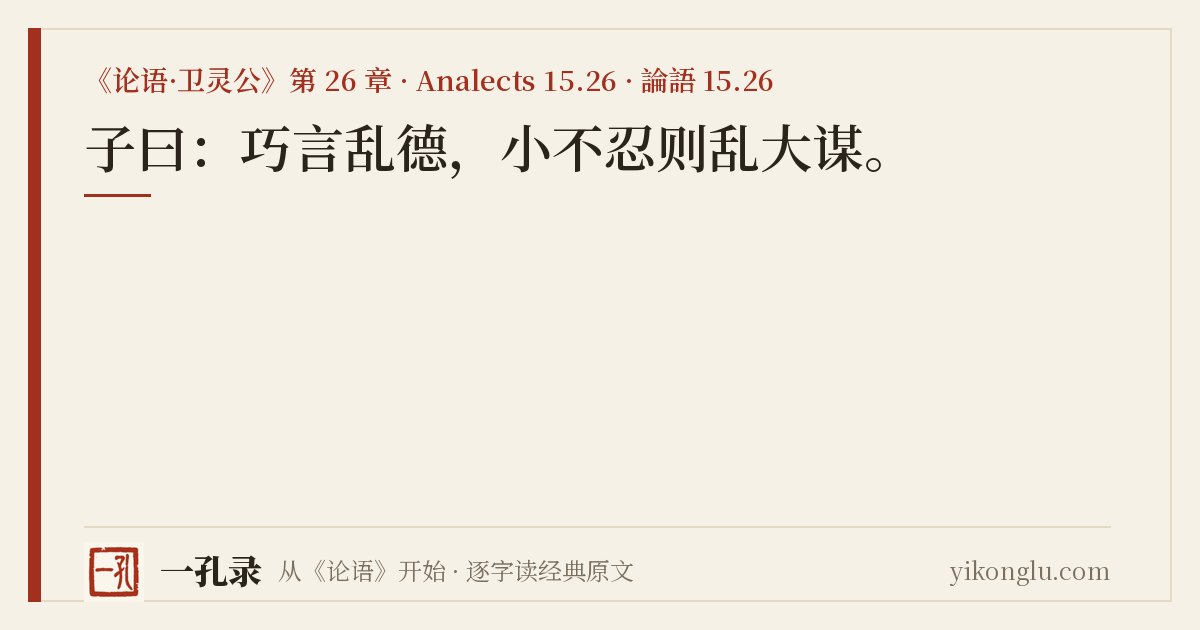 《论语·卫灵公》第 26 章 · Analects 15.26 · 論語 15.26
子曰：巧言乱德，小不忍则乱大谋。
一孔
一孔录 从《论语》开始 · 逐字读经典原文 yikonglu.com